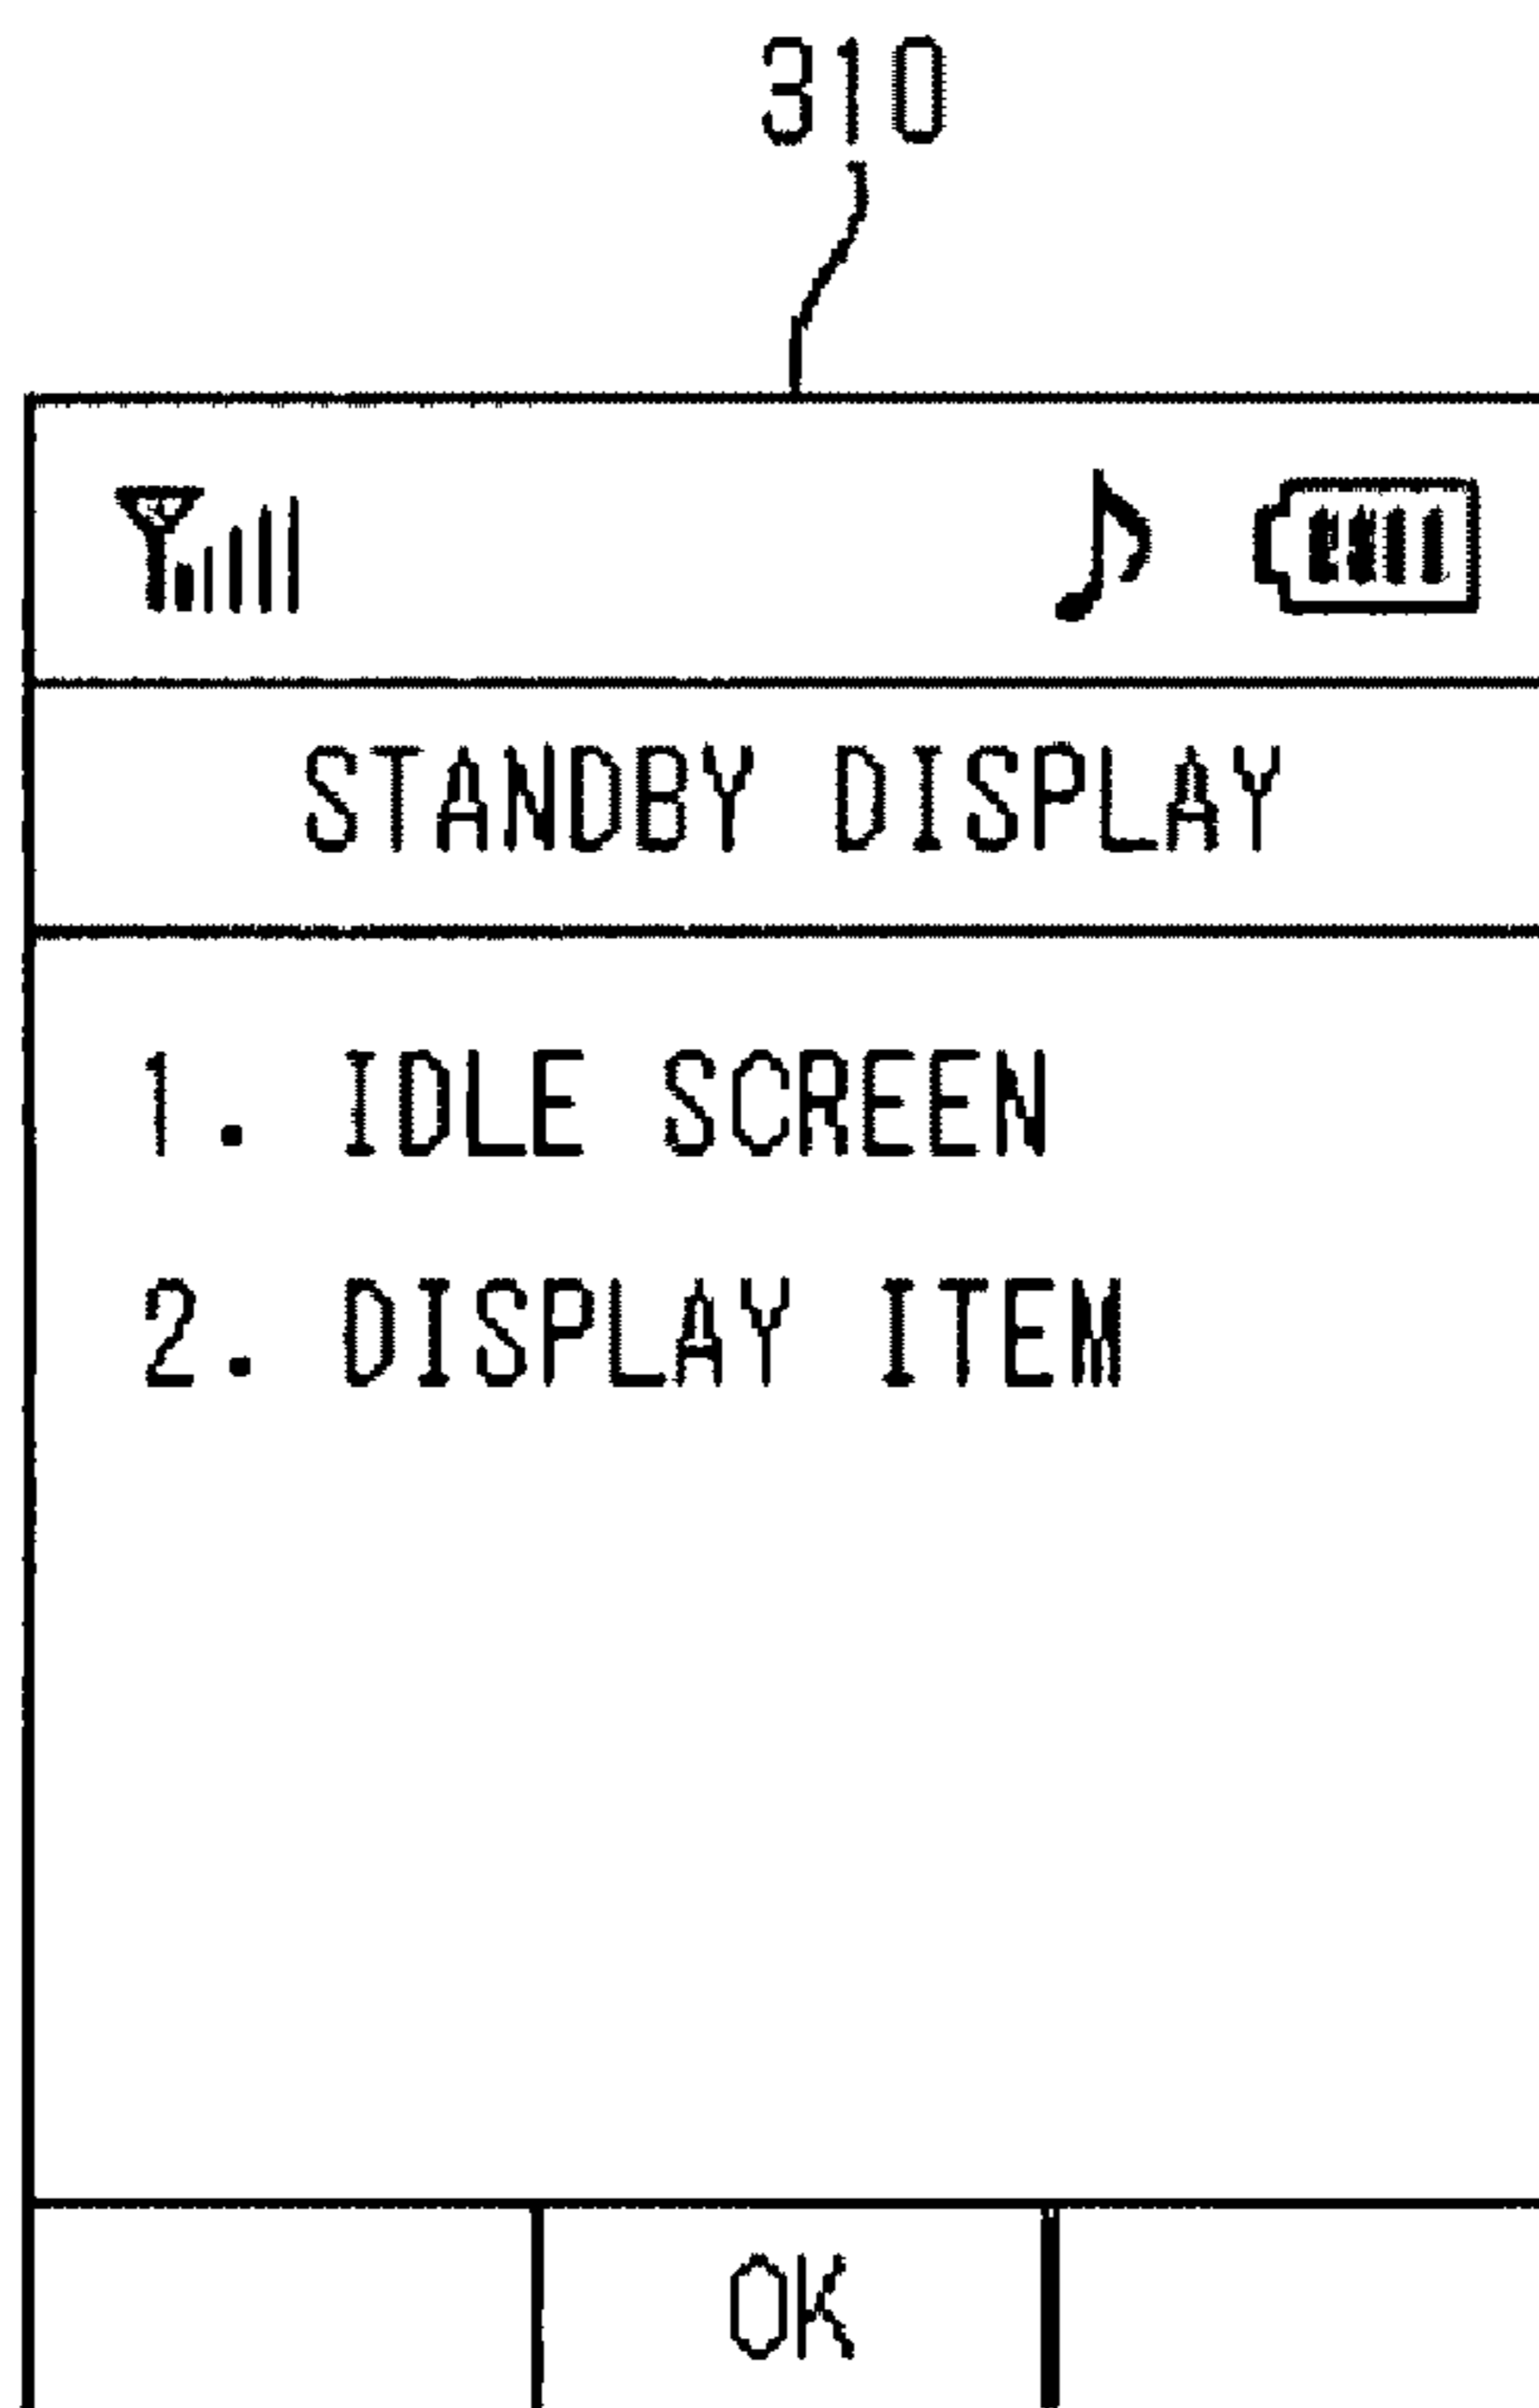 310
STANDBY DISPLAY
1. IDLE SCREEN
2. DISPLAY ITEM
OK